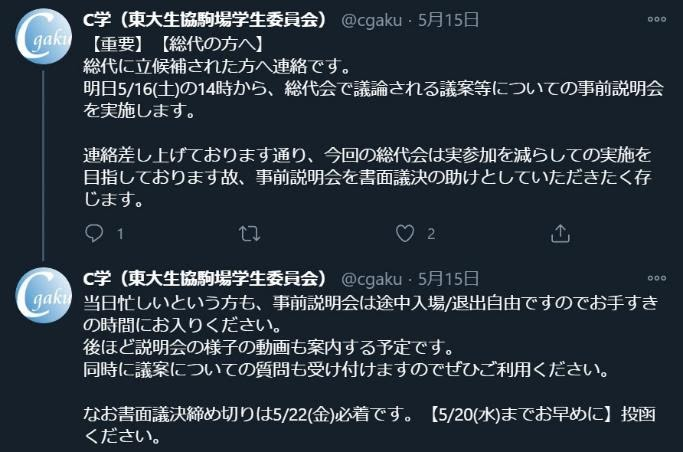 C学（東大生協駒場学生委員会） @cgaku · 5月15日
【重要】【総代の方へ】
総代に立候補された方へ連絡です。
明日5/16(土)の14時から、総代会で議論される議案等についての事前説明会
を実施します。
連絡差し上げております通り、今回の総代会は実参加を減らしての実施を
目指しております故、事前説明会を書面議決の助けとしていただきたく存
じます。
1 2
C学（東大生協駒場学生委員会） @cgaku · 5月15日
当日忙しいという方も、事前説明会は途中入場/退出自由ですのでお手すき
の時間にお入りください。
後ほど説明会の様子の動画も案内する予定です。
同時に議案についての質問も受け付けますのでぜひご利用ください。
なお書面議決締め切りは5/22(金)必着です。【5/20(水)までお早めに】投函
ください。
Cgaku
Cgaku